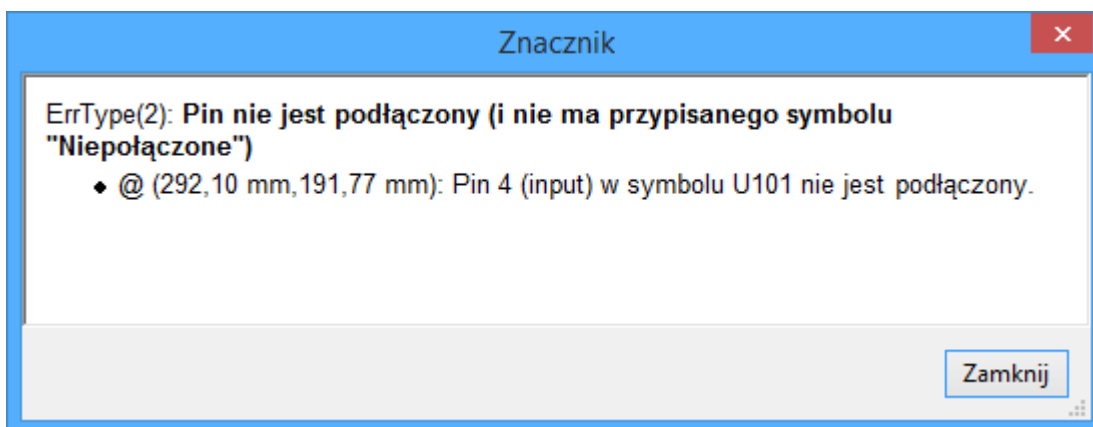 Znacznik
ErrType(2): Pin nie jest podłączony (i nie ma przypisanego symbolu
"Niepołączone")
◆ @ (292,10 mm,191,77 mm): Pin 4 (input) w symbolu U101 nie jest podłączony.
Zamknij